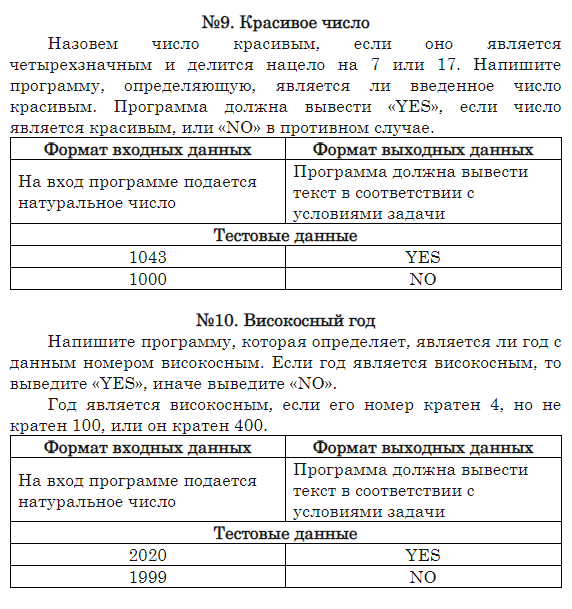 №9. Красивое число
Назовем число красивым, если оно является
четырехзначным и делится нацело на 7 или 17. Напишите
программу, определяющую, является ли введенное число
красивым. Программа должна вывести «YES», если число
является красивым, или «NO» в противном случае.
Формат входных данных Формат выходных данных
На вход программе подается
натуральное число
Программа должна вывести
текст в соответствии с
условиями задачи
Тестовые данные
1043 YES
1000 NO
№10. Високосный год
Напишите программу, которая определяет, является ли год с
данным номером високосным. Если год является високосным, то
выведите «YES», иначе выведите «NO».
Год является високосным, если его номер кратен 4, но не
кратен 100, или он кратен 400.
Формат входных данных Формат выходных данных
На вход программе подается
натуральное число
Программа должна вывести
текст в соответствии с
условиями задачи
Тестовые данные
2020 YES
1999 NO